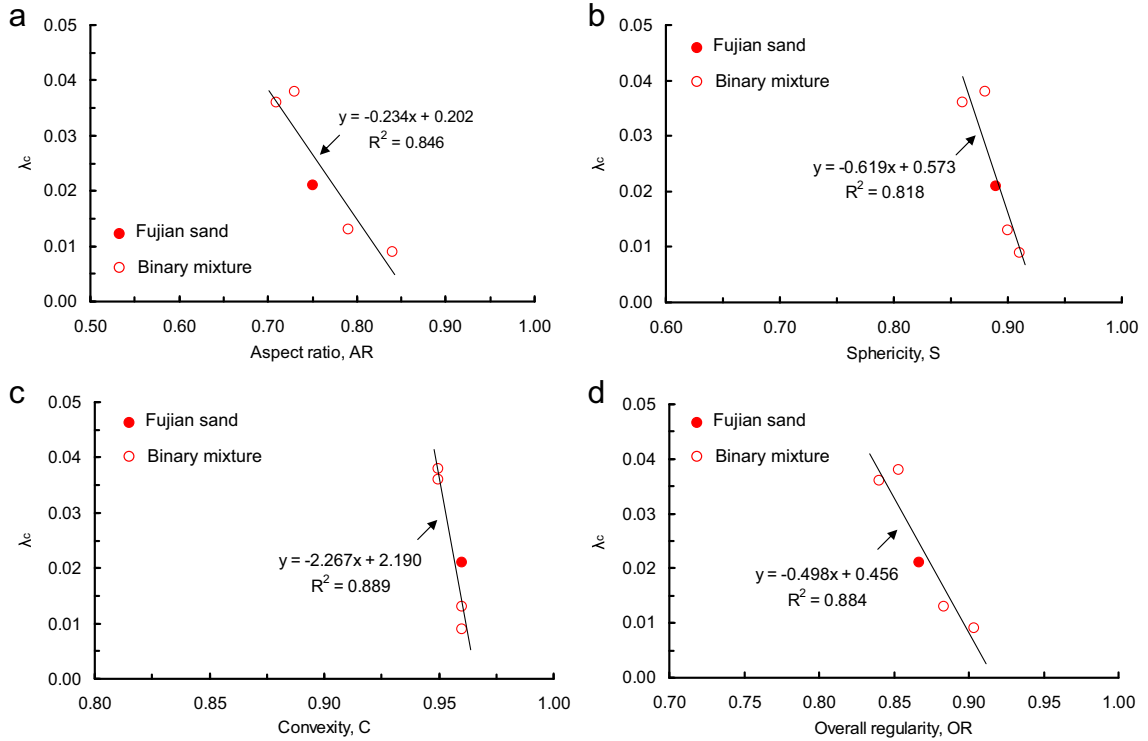 a
0.05
0.04
0.03
0.02
0.01
0.00
λc
y = -0.234x + 0.202
R² = 0.846
Fujian sand
Binary mixture
0.50 0.60 0.70 0.80 0.90 1.00
Aspect ratio, AR
b
0.05
0.04
0.03
0.02
0.01
0.00
λc
Fujian sand
Binary mixture
y = -0.619x + 0.573
R² = 0.818
0.60 0.70 0.80 0.90 1.00
Sphericity, S
c
0.05
0.04
0.03
0.02
0.01
0.00
λc
Fujian sand
Binary mixture
y = -2.267x + 2.190
R² = 0.889
0.80 0.85 0.90 0.95 1.00
Convexity, C
d
0.05
0.04
0.03
0.02
0.01
0.00
λc
Fujian sand
Binary mixture
y = -0.498x + 0.456
R² = 0.884
0.70 0.75 0.80 0.85 0.90 0.95 1.00
Overall regularity, OR